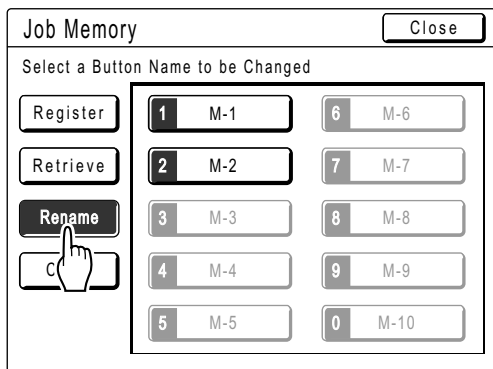 Job Memory
Close
Select a Button Name to be Changed
Register
1 M-1
6 M-6
Retrieve
2 M-2
7 M-7
Rename
3 M-3
8 M-8
4 M-4
9 M-9
5 M-5
0 M-10